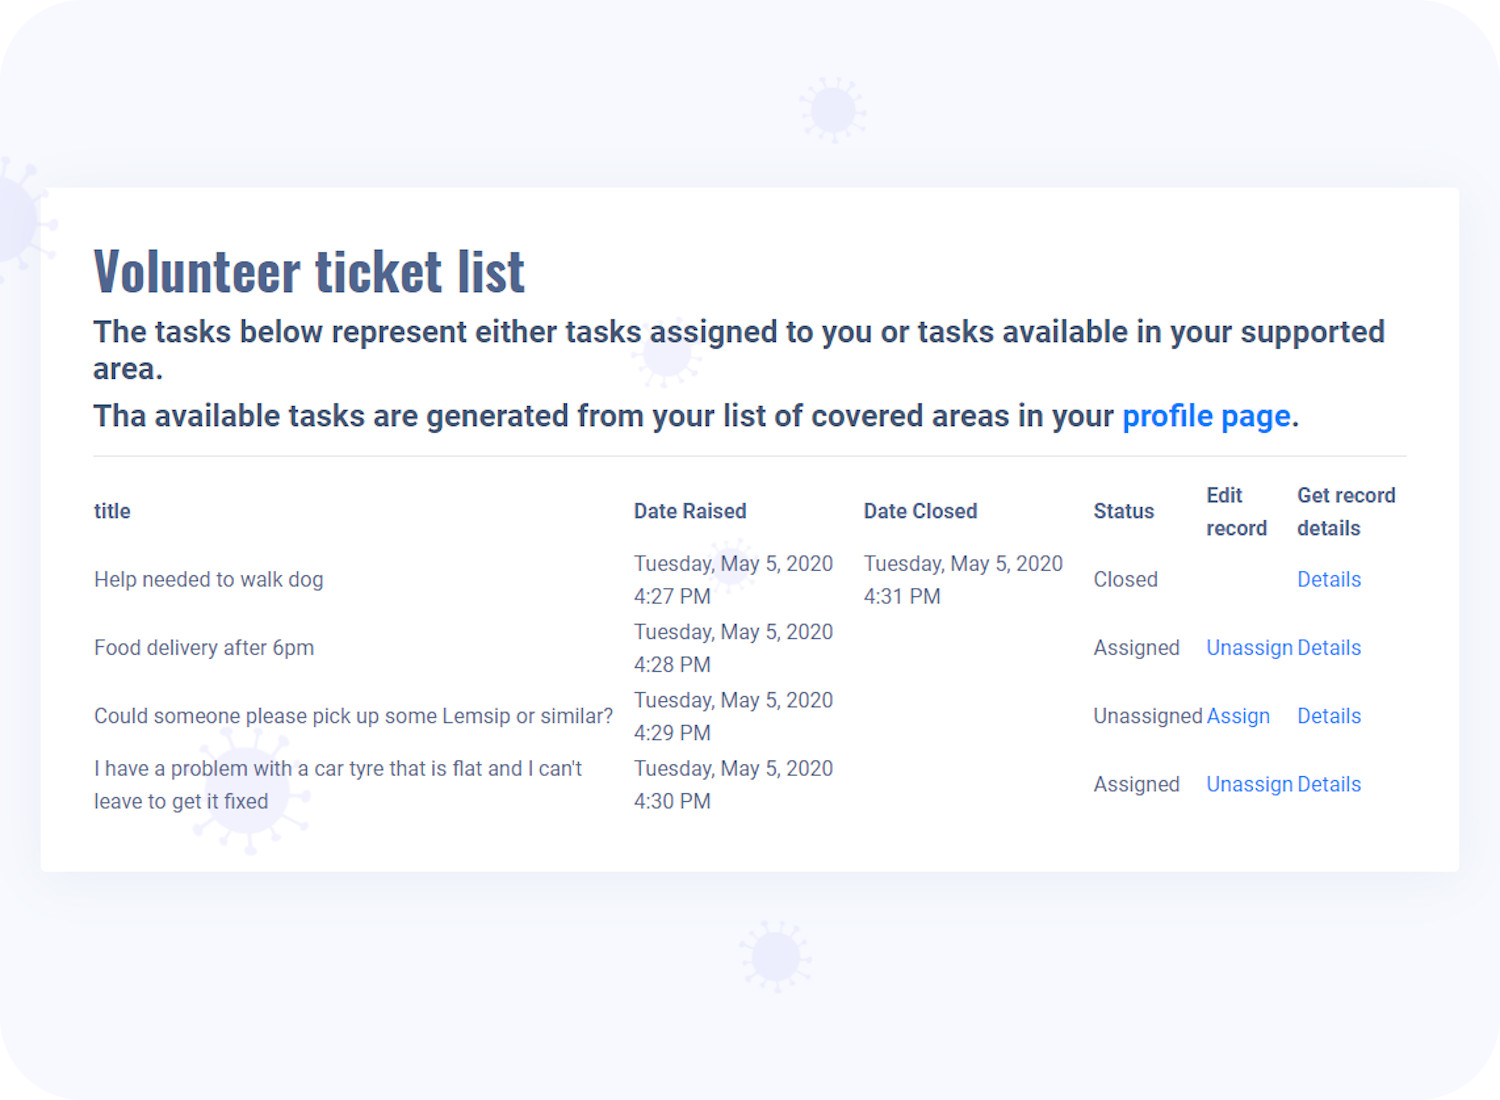 Volunteer ticket list
The tasks below represent either tasks assigned to you or tasks available in your supported
area.
Tha available tasks are generated from your list of covered areas in your profile page.
title Date Raised Date Closed Status Edit record Get record details
Help needed to walk dog Tuesday, May 5, 2020 4:27 PM Tuesday, May 5, 2020 4:31 PM Closed Details
Food delivery after 6pm Tuesday, May 5, 2020 4:28 PM Assigned Unassign Details
Could someone please pick up some Lemsip or similar? Tuesday, May 5, 2020 4:29 PM Unassigned Assign Details
I have a problem with a car tyre that is flat and I can't leave to get it fixed Tuesday, May 5, 2020 4:30 PM Assigned Unassign Details